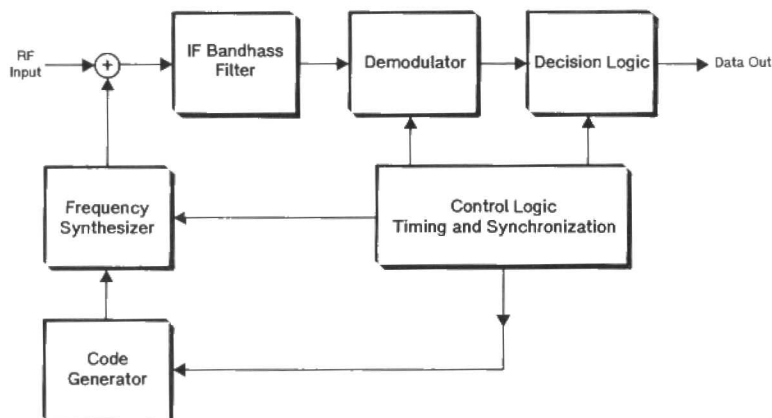 RF
Input
+
IF Bandhass
Filter
Demodulator
Decision Logic
Data Out
Frequency
Synthesizer
Control Logic
Timing and Synchronization
Code
Generator